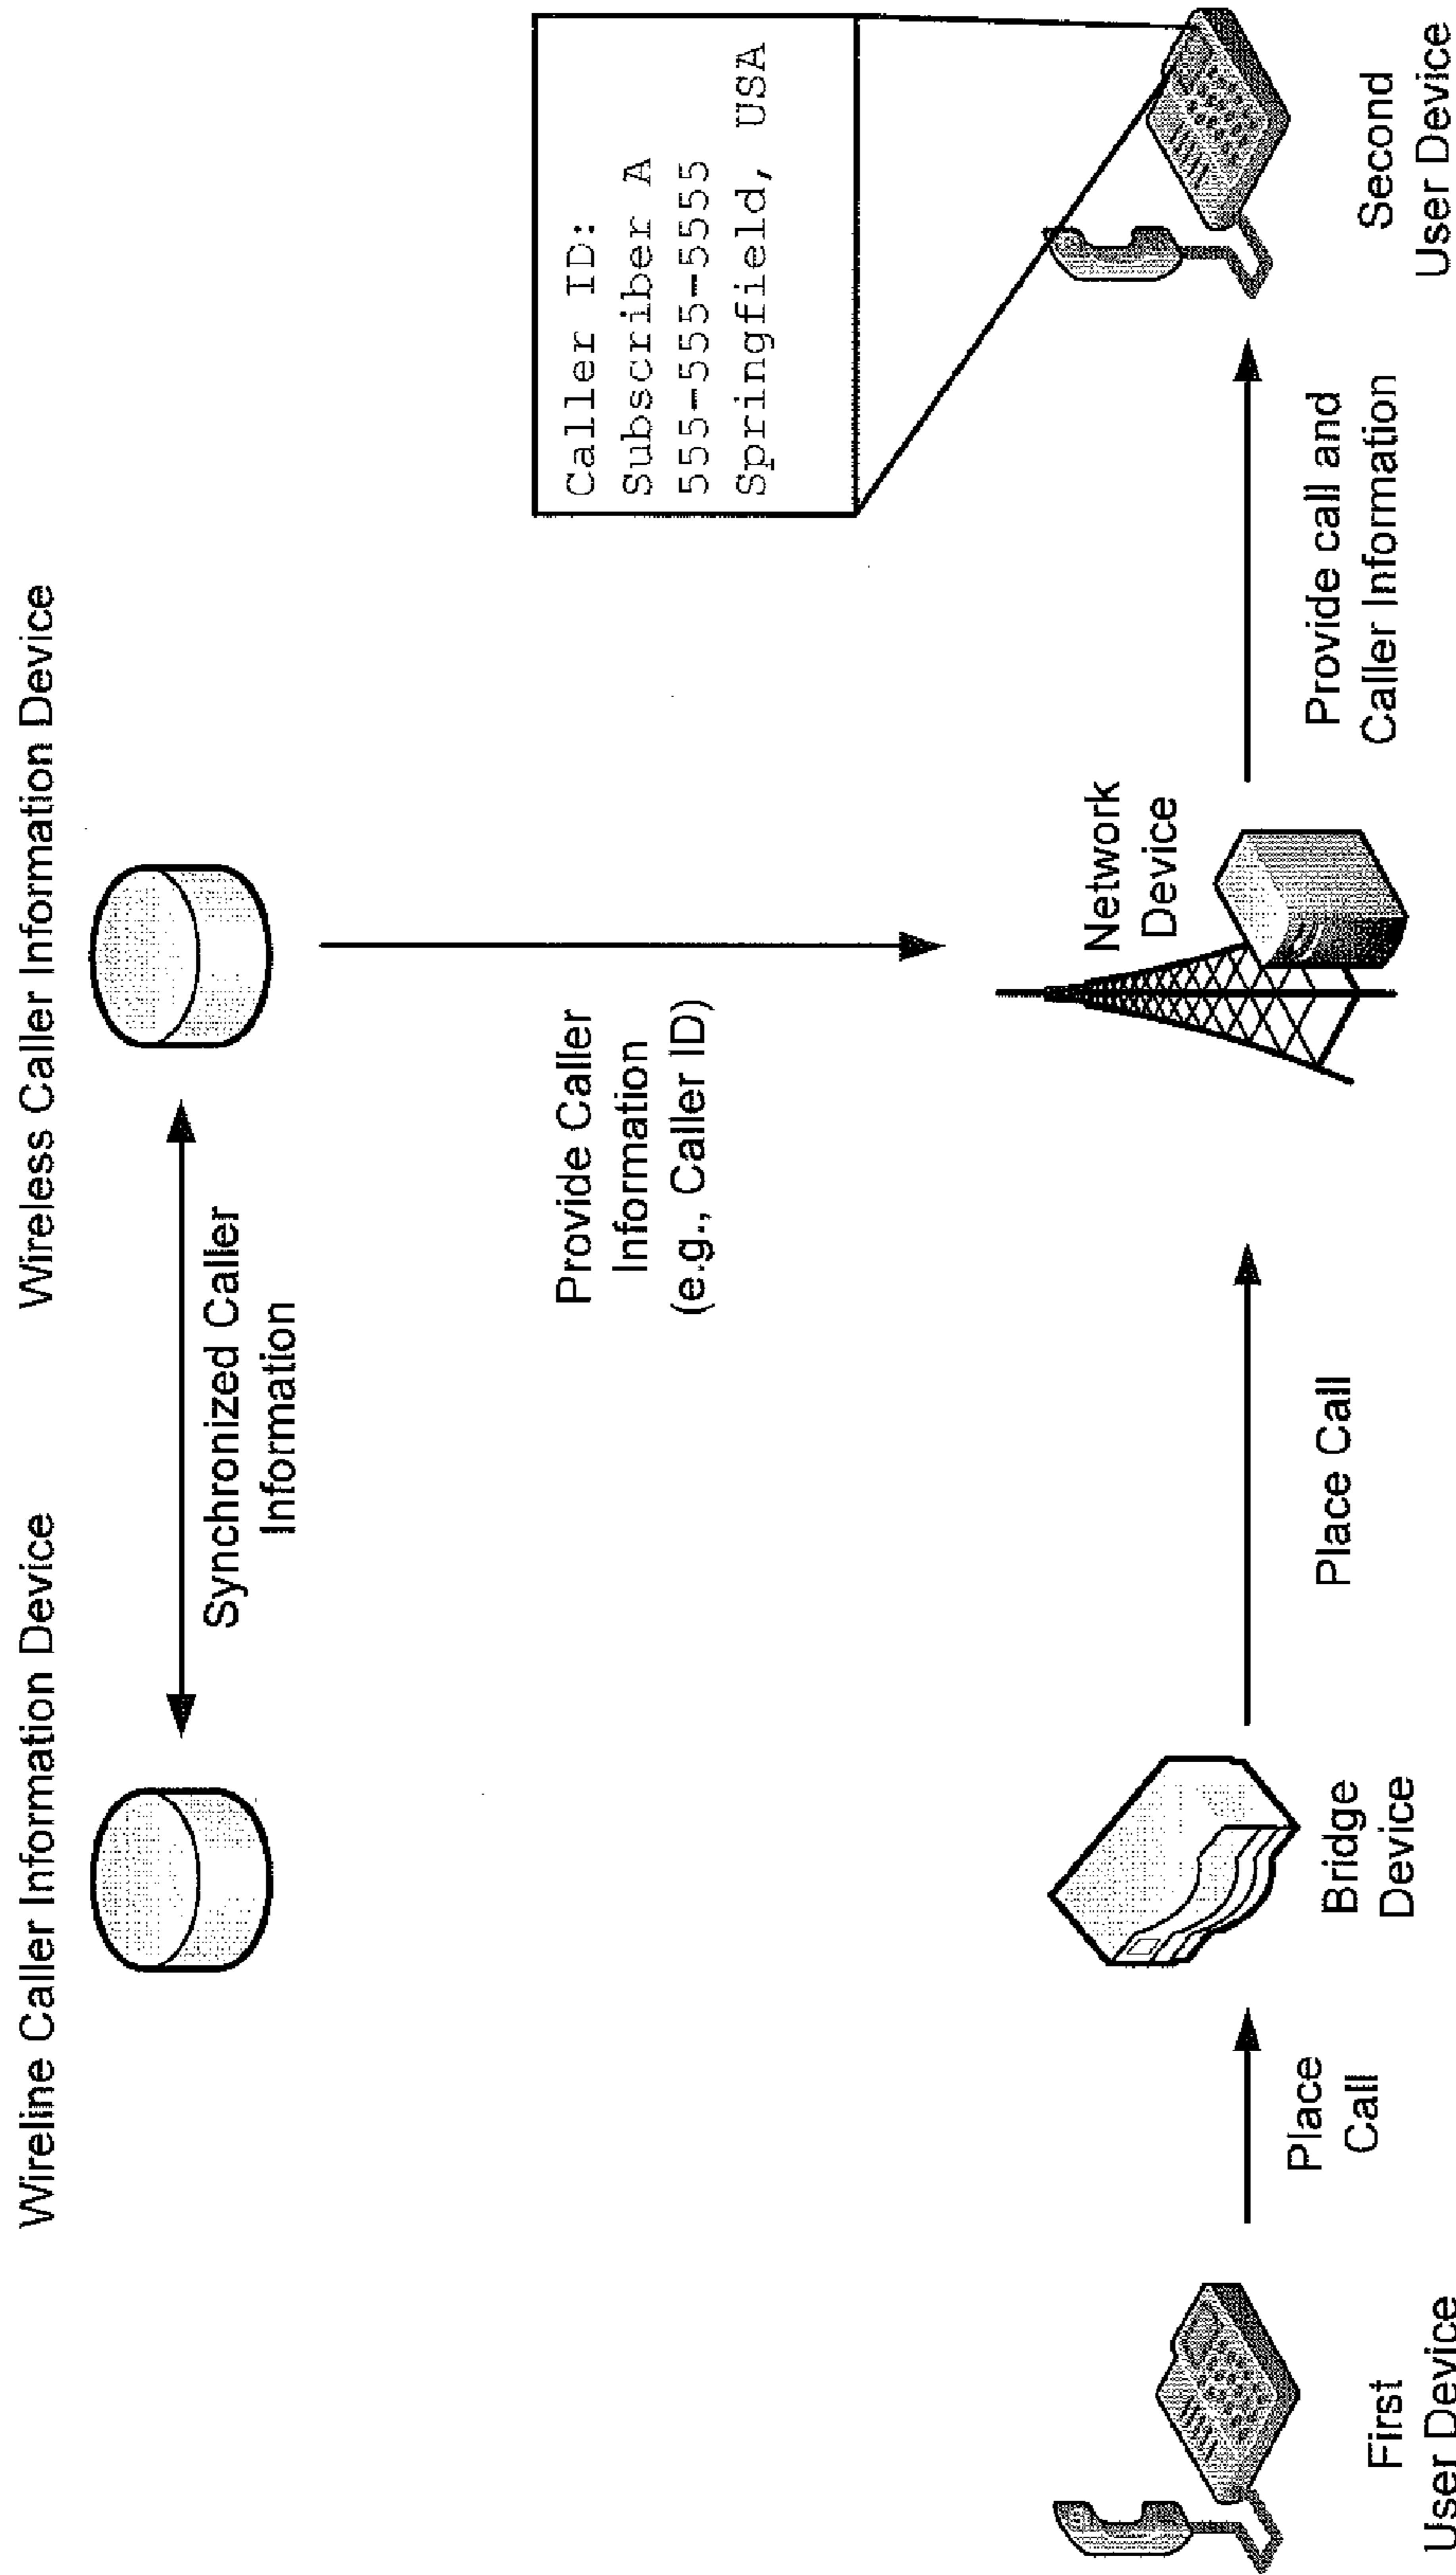 Wireline Caller Information Device
Wireless Caller Information Device
Synchronized Caller
Information
Provide Caller
Information
(e.g., Caller ID)
Caller ID:
Subscriber A
555-555-5555
Springfield, USA
First
User Device
Place
Call
Bridge
Device
Place Call
Network
Device
Provide call and
Caller Information
Second
User Device